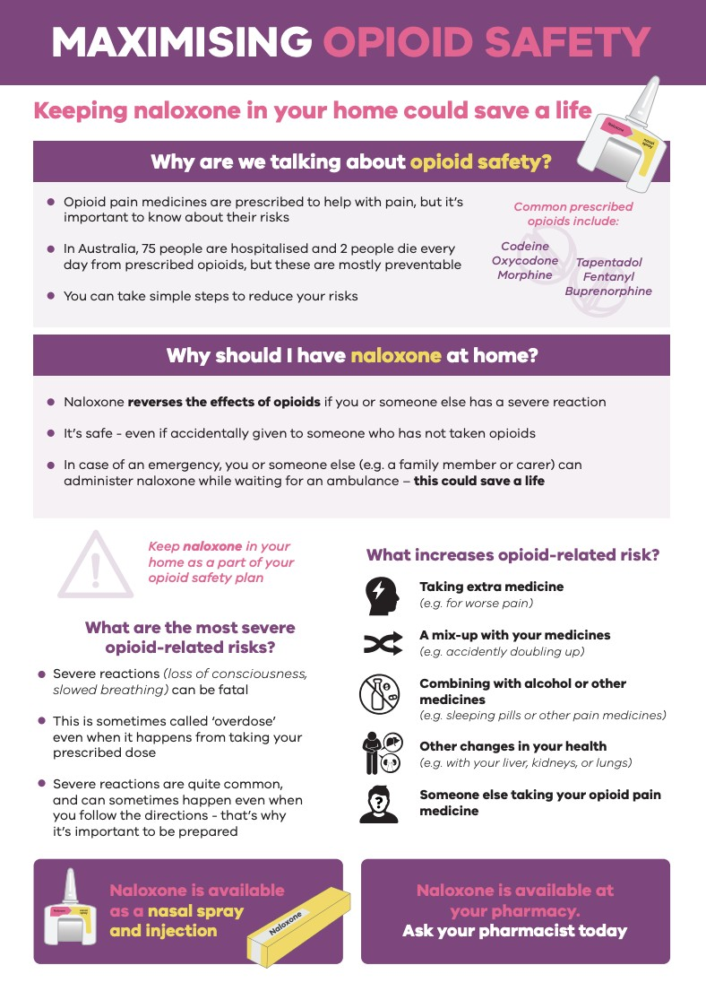 MAXIMISING OPIOID SAFETY
Keeping naloxone in your home could save a life
Naloxone
nasal
spray
Why are we talking about opioid safety?
● Opioid pain medicines are prescribed to help with pain, but it's
important to know about their risks
● In Australia, 75 people are hospitalised and 2 people die every
day from prescribed opioids, but these are mostly preventable
● You can take simple steps to reduce your risks
Common prescribed
opioids include:
Codeine
Oxycodone
Morphine
Tapentadol
Fentanyl
Buprenorphine
Why should I have naloxone at home?
● Naloxone reverses the effects of opioids if you or someone else has a severe reaction
● It's safe - even if accidentally given to someone who has not taken opioids
● In case of an emergency, you or someone else (e.g. a family member or carer) can
administer naloxone while waiting for an ambulance – this could save a life
Keep naloxone in your
home as a part of your
opioid safety plan
What are the most severe
opioid-related risks?
● Severe reactions (loss of consciousness,
slowed breathing) can be fatal
● This is sometimes called 'overdose'
even when it happens from taking your
prescribed dose
● Severe reactions are quite common,
and can sometimes happen even when
you follow the directions - that's why
it's important to be prepared
What increases opioid-related risk?
Taking extra medicine
(e.g. for worse pain)
A mix-up with your medicines
(e.g. accidently doubling up)
Combining with alcohol or other
medicines
(e.g. sleeping pills or other pain medicines)
Other changes in your health
(e.g. with your liver, kidneys, or lungs)
?
Someone else taking your opioid pain
medicine
Naloxone
nasal
spray
Naloxone is available
as a nasal spray
and injection
Naloxone
Naloxone is available at
your pharmacy.
Ask your pharmacist today